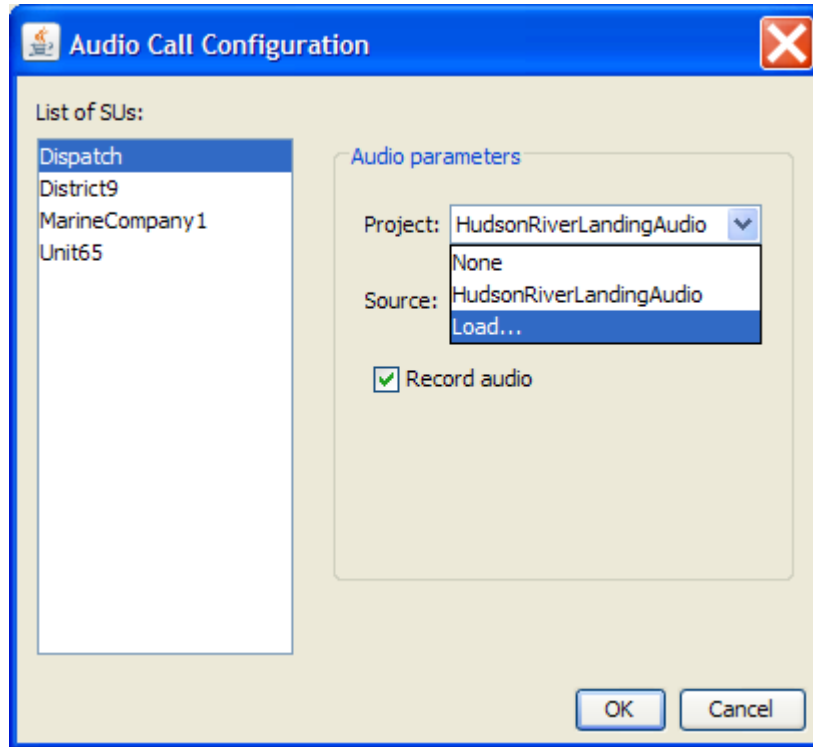 Audio Call Configuration
List of SUs:
Dispatch
District9
MarineCompany1
Unit65
Audio parameters
Project: HudsonRiverLandingAudio
None
HudsonRiverLandingAudio
Load...
Source:
Record audio
OK Cancel